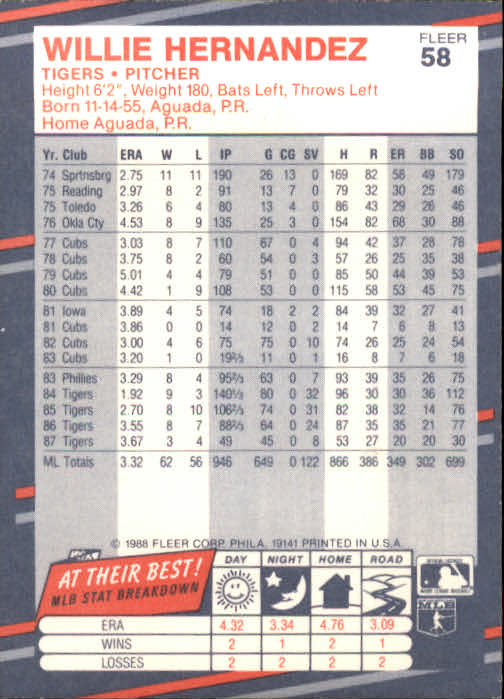 WILLIE HERNANDEZ
FLEER
58
TIGERS • PITCHER
Height 6'2", Weight 180, Bats Left, Throws Left
Born 11-14-55, Aguada, P.R.
Home Aguada, P.R.
Yr. Club ERA W L IP G CG SV H R ER BB SO
74 Sprtnsbrg 2.75 11 11 190 26 13 0 169 82 58 49 179
75 Reading 2.97 8 2 91 13 7 0 79 32 30 25 46
75 Toledo 3.26 6 4 80 13 4 0 86 43 29 26 46
76 Okla Cty 4.53 8 9 135 25 3 0 154 82 68 30 88
77 Cubs 3.03 8 7 110 67 0 4 94 42 37 28 78
78 Cubs 3.75 8 2 60 54 0 3 57 26 25 35 38
79 Cubs 5.01 4 4 79 51 0 0 85 50 44 39 53
80 Cubs 4.42 1 9 108 53 0 0 115 58 53 45 75
81 Iowa 3.89 4 5 74 18 2 2 84 39 32 27 41
81 Cubs 3.86 0 0 14 12 0 2 14 7 6 8 13
82 Cubs 3.00 4 6 75 75 0 10 74 26 25 24 54
83 Cubs 3.20 1 0 19⅔ 11 0 1 16 8 7 6 18
83 Phillies 3.29 8 4 95⅔ 63 0 7 93 39 35 26 75
84 Tigers 1.92 9 3 140⅓ 80 0 32 96 30 30 36 112
85 Tigers 2.70 8 10 106⅔ 74 0 31 82 38 32 14 76
86 Tigers 3.55 8 7 88⅔ 64 0 24 87 35 35 21 77
87 Tigers 3.67 3 4 49 45 0 8 53 27 20 20 30
ML Totals 3.32 62 56 946 649 0 122 866 386 349 302 699
© 1988 FLEER CORP. PHILA. 19141 PRINTED IN U.S.A.
AT THEIR BEST!
MLB STAT BREAKDOWN
DAY NIGHT HOME ROAD
ERA 4.32 3.34 4.76 3.09
WINS 2 1 2 1
LOSSES 2 2 2 2
MLB